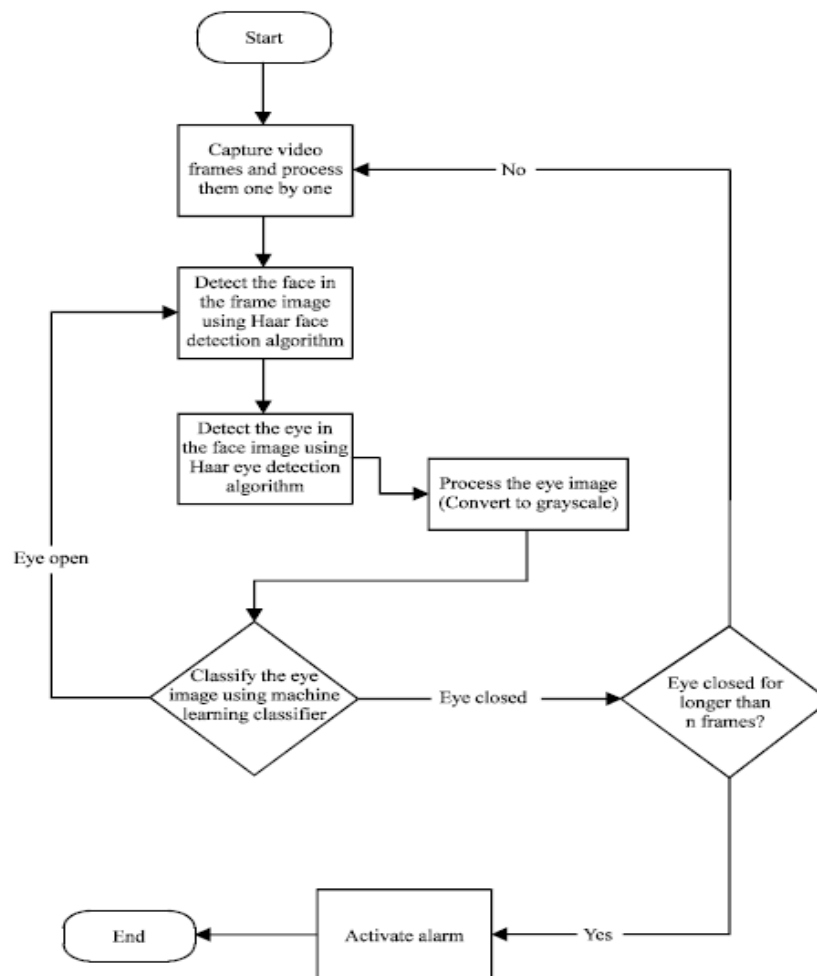 Start
Capture video
frames and process
them one by one
No
Detect the face in
the frame image
using Haar face
detection algorithm
Detect the eye in
the face image using
Haar eye detection
algorithm
Process the eye image
(Convert to grayscale)
Eye open
Classify the eye
image using machine
learning classifier
Eye closed
Eye closed for
longer than
n frames?
End
Activate alarm
Yes